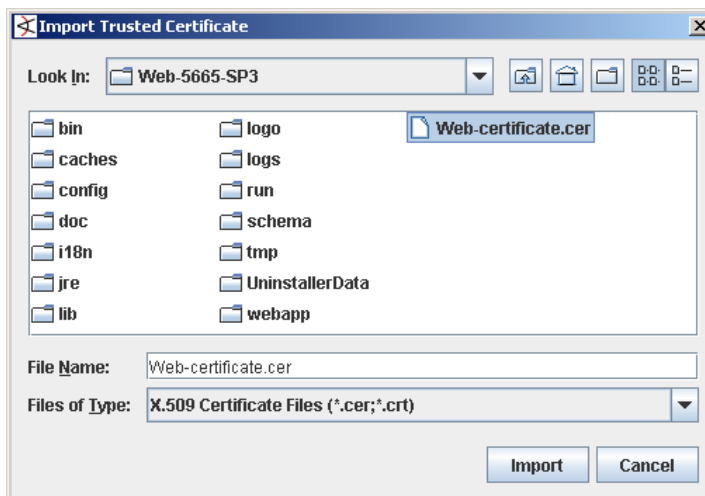 Import Trusted Certificate
Look In: Web-5665-SP3
bin logo Web-certificate.cer
caches logs
config run
doc schema
i18n tmp
jre UninstallerData
lib webapp
File Name: Web-certificate.cer
Files of Type: X.509 Certificate Files (*.cer;*.crt)
Import Cancel